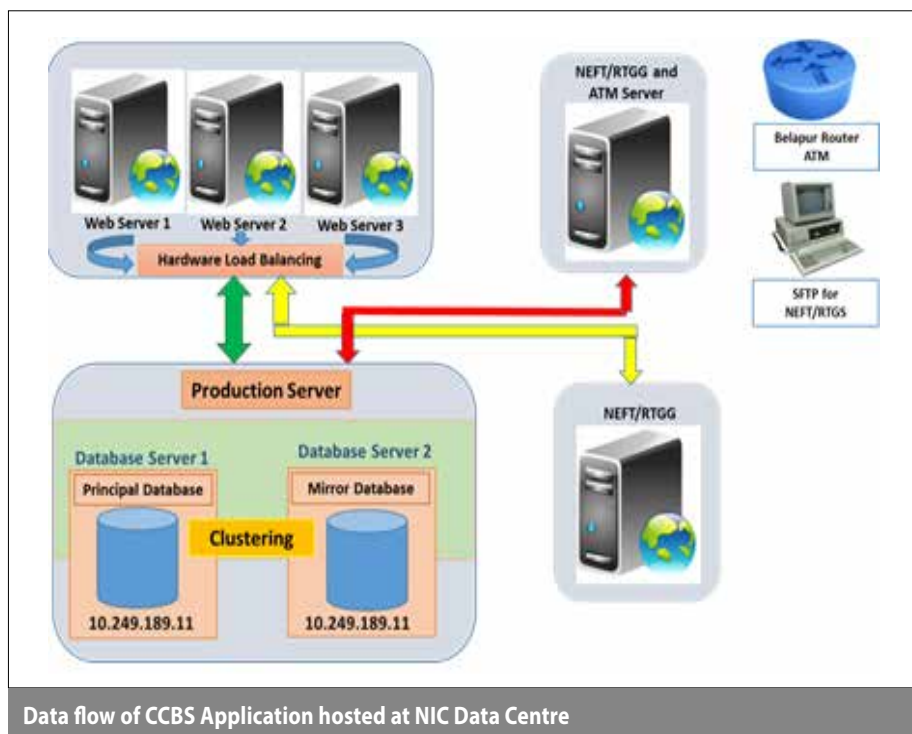 Web Server 1
Web Server 2
Web Server 3
Hardware Load Balancing
NEFT/RTGG and
ATM Server
Belapur Router
ATM
SFTP for
NEFT/RTGS
Production Server
Database Server 1
Database Server 2
Principal Database
Mirror Database
Clustering
10.249.189.11
10.249.189.11
NEFT/RTGG
Data flow of CCBS Application hosted at NIC Data Centre